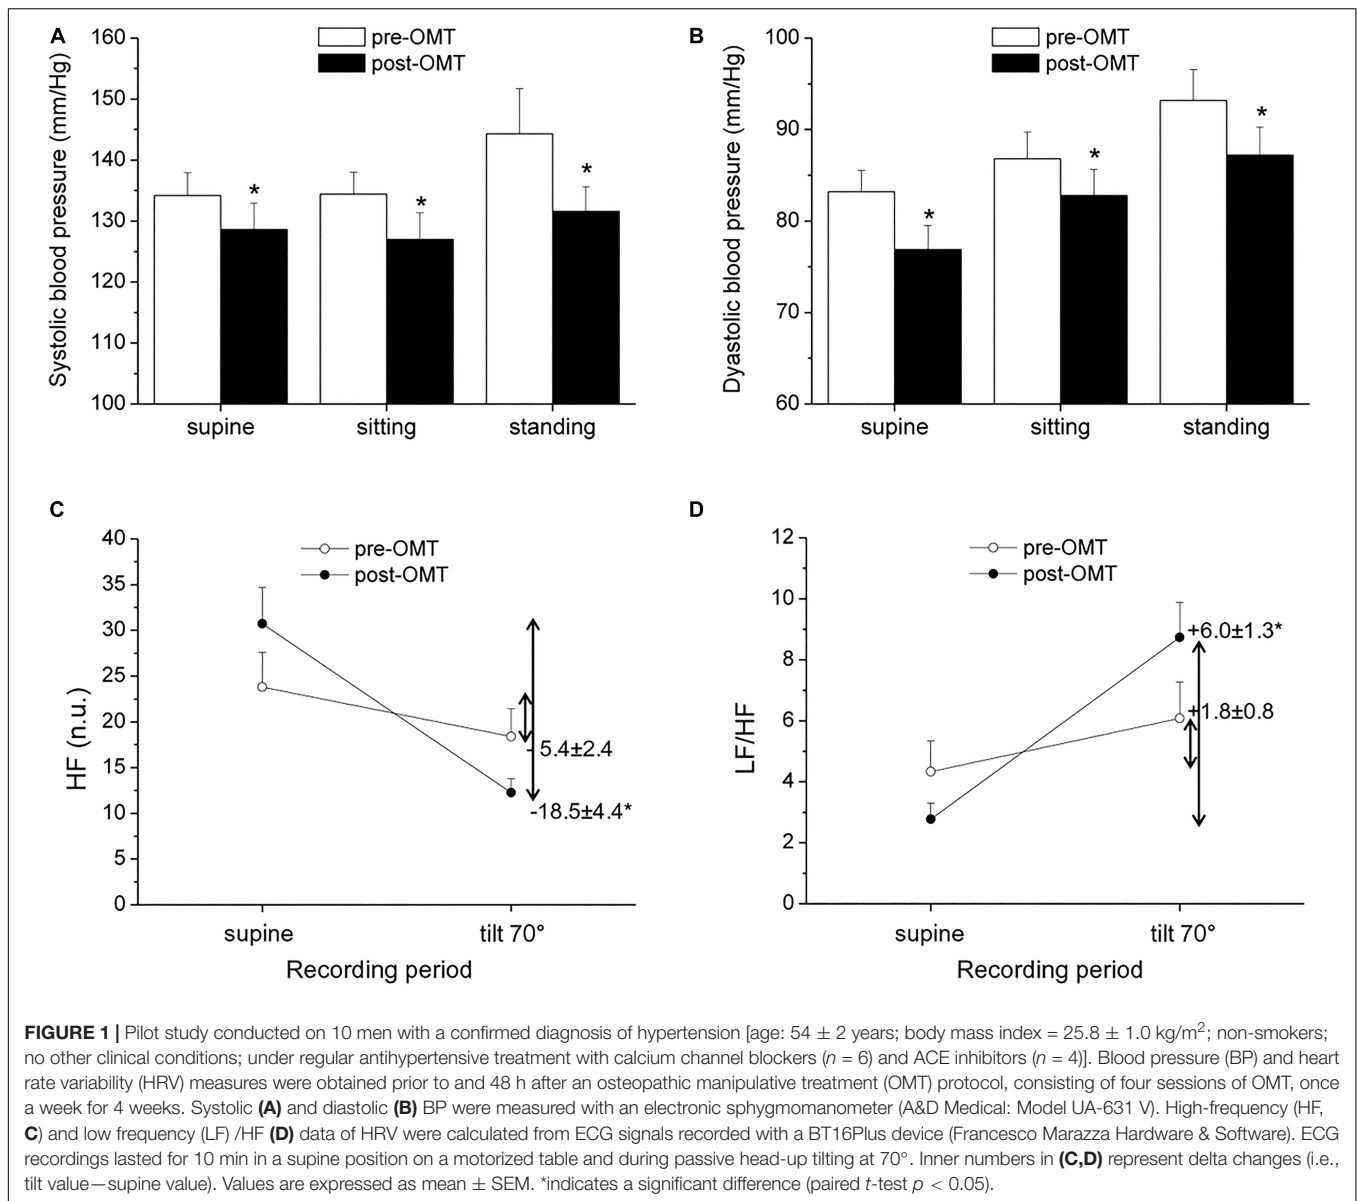 A
160
150
140
130
120
110
100
Systolic blood pressure (mm/Hg)
pre-OMT
post-OMT
*
*
*
supine sitting standing
B
100
90
80
70
60
Dyastolic blood pressure (mm/Hg)
pre-OMT
post-OMT
*
*
*
supine sitting standing
C
40
35
30
25
20
15
10
5
0
HF (n.u.)
pre-OMT
post-OMT
-5.4±2.4
-18.5±4.4*
supine tilt 70°
Recording period
D
12
10
8
6
4
2
0
LF/HF
pre-OMT
post-OMT
+6.0±1.3*
+1.8±0.8
supine tilt 70°
Recording period
FIGURE 1 | Pilot study conducted on 10 men with a confirmed diagnosis of hypertension [age: 54 ± 2 years; body mass index = 25.8 ± 1.0 kg/m²; non-smokers;
no other clinical conditions; under regular antihypertensive treatment with calcium channel blockers (n = 6) and ACE inhibitors (n = 4)]. Blood pressure (BP) and heart
rate variability (HRV) measures were obtained prior to and 48 h after an osteopathic manipulative treatment (OMT) protocol, consisting of four sessions of OMT, once
a week for 4 weeks. Systolic (A) and diastolic (B) BP were measured with an electronic sphygmomanometer (A&D Medical: Model UA-631 V). High-frequency (HF,
C) and low frequency (LF) /HF (D) data of HRV were calculated from ECG signals recorded with a BT16Plus device (Francesco Marazza Hardware & Software). ECG
recordings lasted for 10 min in a supine position on a motorized table and during passive head-up tilting at 70°. Inner numbers in (C,D) represent delta changes (i.e.,
tilt value—supine value). Values are expressed as mean ± SEM. *indicates a significant difference (paired t-test p < 0.05).